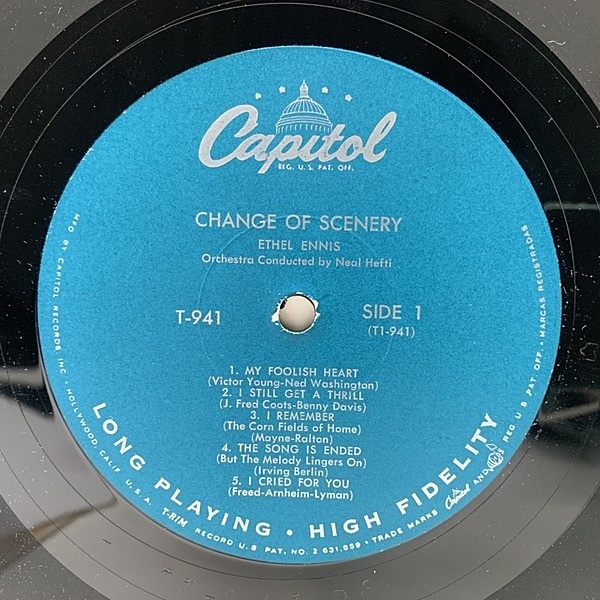 Capitol
REG. U.S. PAT. OFF.
CHANGE OF SCENERY
ETHEL ENNIS
Orchestra Conducted by Neal Hefti
T-941
SIDE 1
(T1-941)
1. MY FOOLISH HEART
(Victor Young-Ned Washington)
2. I STILL GET A THRILL
(J. Fred Coots-Benny Davis)
3. I REMEMBER
(The Corn Fields of Home)
(Mayne-Ralton)
4. THE SONG IS ENDED
(But The Melody Lingers On)
(Irving Berlin)
5. I CRIED FOR YOU
(Freed-Arnheim-Lyman)
LONG PLAYING • HIGH FIDELITY
MFG. BY CAPITOL RECORDS INC. • HOLLYWOOD, CALIF. U. S. A. T-RIM RECORD U.S. PAT. NO. 2 631,859 • TRADE MARKS Capitol AND REG U S PAT. OFF. • MARCAS REGISTRADAS